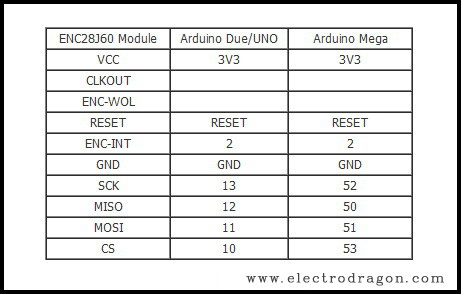 ENC28J60 Module Arduino Due/UNO Arduino Mega
VCC 3V3 3V3
CLKOUT
ENC-WOL
RESET RESET RESET
ENC-INT 2 2
GND GND GND
SCK 13 52
MISO 12 50
MOSI 11 51
CS 10 53
www.electrodragon.com